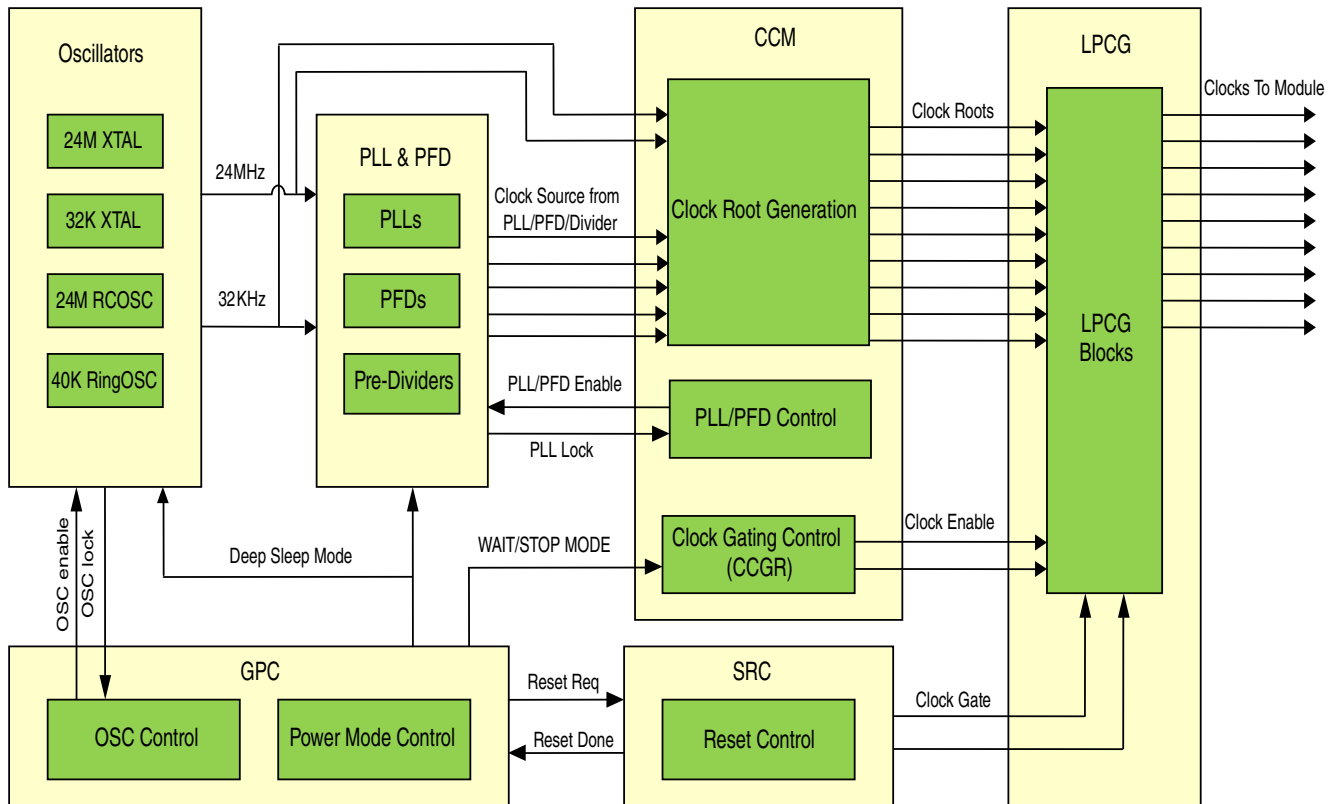 Oscillators
24M XTAL
32K XTAL
24M RCOSC
40K RingOSC
24MHz
32KHz
PLL & PFD
PLLs
PFDs
Pre-Dividers
Clock Source from
PLL/PFD/Divider
PLL/PFD Enable
PLL Lock
CCM
Clock Root Generation
PLL/PFD Control
Clock Gating Control
(CCGR)
Clock Roots
Clock Enable
LPCG
LPCG
Blocks
Clocks To Module
OSC enable
OSC lock
Deep Sleep Mode
WAIT/STOP MODE
GPC
OSC Control
Power Mode Control
Reset Req
Reset Done
SRC
Reset Control
Clock Gate